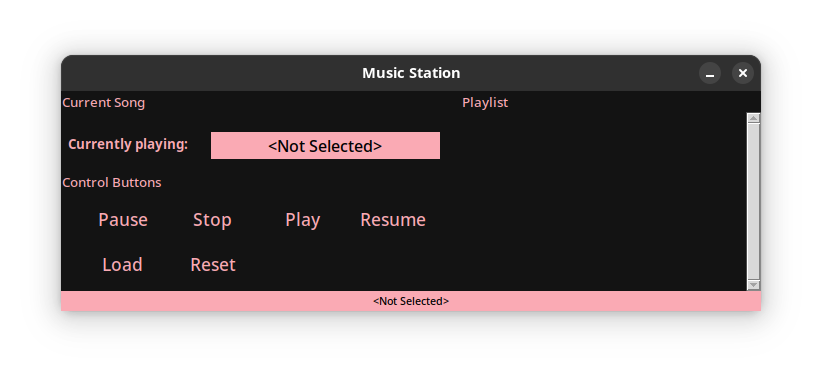 Music Station
Current Song
Playlist
Currently playing:
<Not Selected>
Control Buttons
Pause Stop Play Resume
Load Reset
<Not Selected>